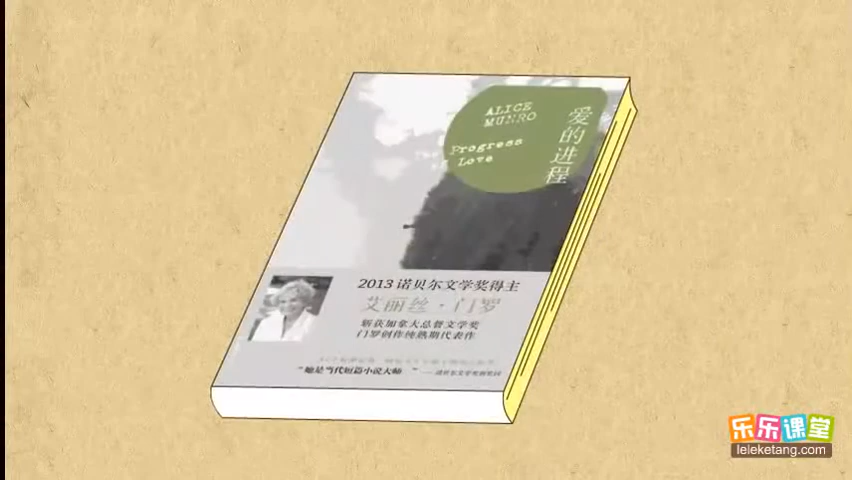 ALICE
MUNRO
Progress
Love
爱的进程
2013 诺贝尔文学奖得主
艾丽丝·门罗
斩获加拿大总督文学奖
门罗创作纯熟期代表作
“她是当代短篇小说大师 ”
乐乐课堂
leleketang.com